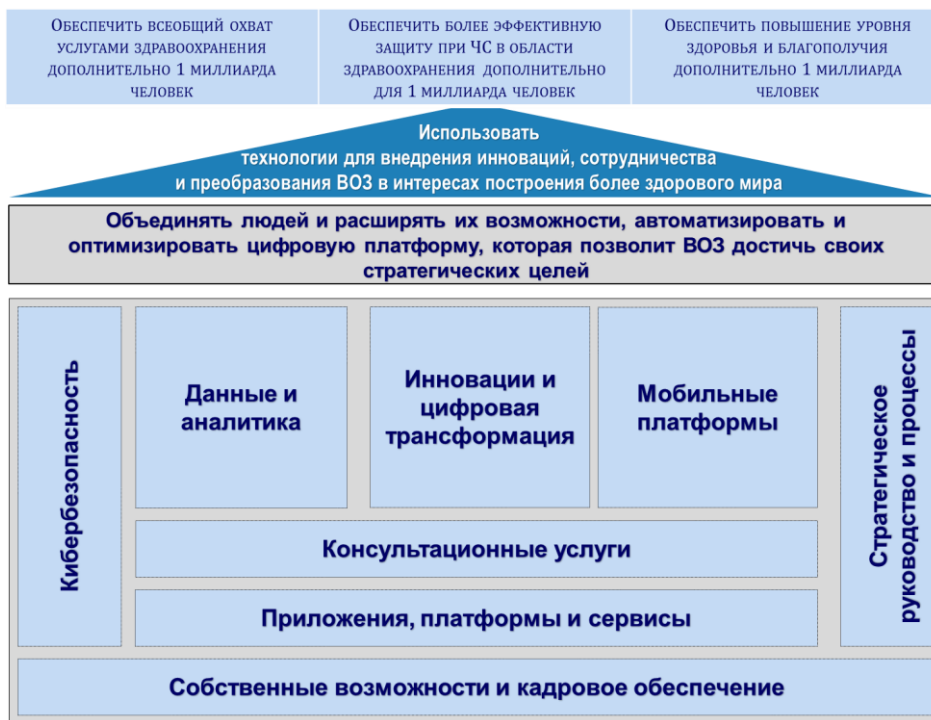 ОБЕСПЕЧИТЬ ВСЕОБЩИЙ ОХВАТ
УСЛУГАМИ ЗДРАВООХРАНЕНИЯ
ДОПОЛНИТЕЛЬНО 1 МИЛЛИАРДА
ЧЕЛОВЕК
ОБЕСПЕЧИТЬ БОЛЕЕ ЭФФЕКТИВНУЮ
ЗАЩИТУ ПРИ ЧС В ОБЛАСТИ
ЗДРАВООХРАНЕНИЯ ДОПОЛНИТЕЛЬНО
ДЛЯ 1 МИЛЛИАРДА ЧЕЛОВЕК
ОБЕСПЕЧИТЬ ПОВЫШЕНИЕ УРОВНЯ
ЗДОРОВЬЯ И БЛАГОПОЛУЧИЯ
ДОПОЛНИТЕЛЬНО 1 МИЛЛИАРДА
ЧЕЛОВЕК
Использовать
технологии для внедрения инноваций, сотрудничества
и преобразования ВОЗ в интересах построения более здорового мира
Объединять людей и расширять их возможности, автоматизировать и
оптимизировать цифровую платформу, которая позволит ВОЗ достичь своих
стратегических целей
Кибербезопасность
Данные и
аналитика
Инновации и
цифровая
трансформация
Мобильные
платформы
Стратегическое
руководство и процессы
Консультационные услуги
Приложения, платформы и сервисы
Собственные возможности и кадровое обеспечение